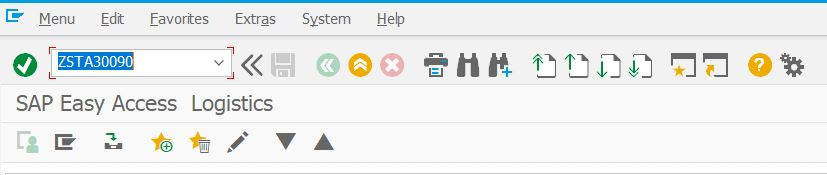 Menu Edit Favorites Extras System Help
ZSTA30090
SAP Easy Access Logistics